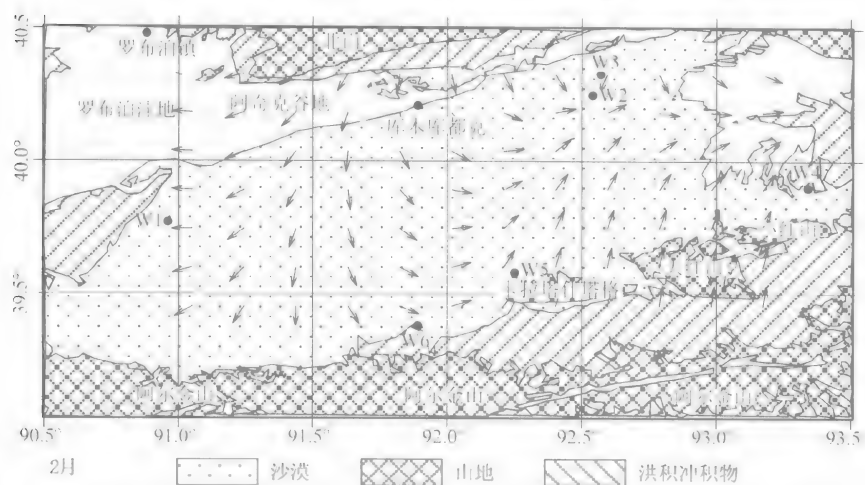 40.5
罗布泊镇
北山
W3
罗布泊洼地
阿奇克谷地
W2
库木库都克
40.0°
W1
W5
39.5
阿尔金山
阿尔金山
阿尔金山
90.5°
91.0°
91.5°
92.0°
92.5°
93.0°
93.5
2月
沙漠
山地
洪积冲积物